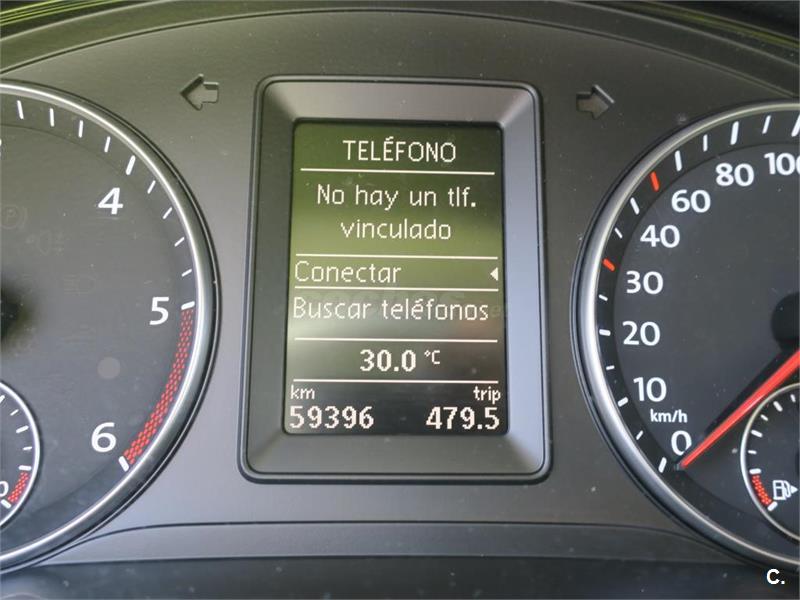 TELÉFONO
No hay un tlf.
vinculado
Conectar
Buscar teléfonos
30.0 °C
km trip
59396 479.5
4
5
6
100
80
60
40
30
20
10
km/h
0
C.